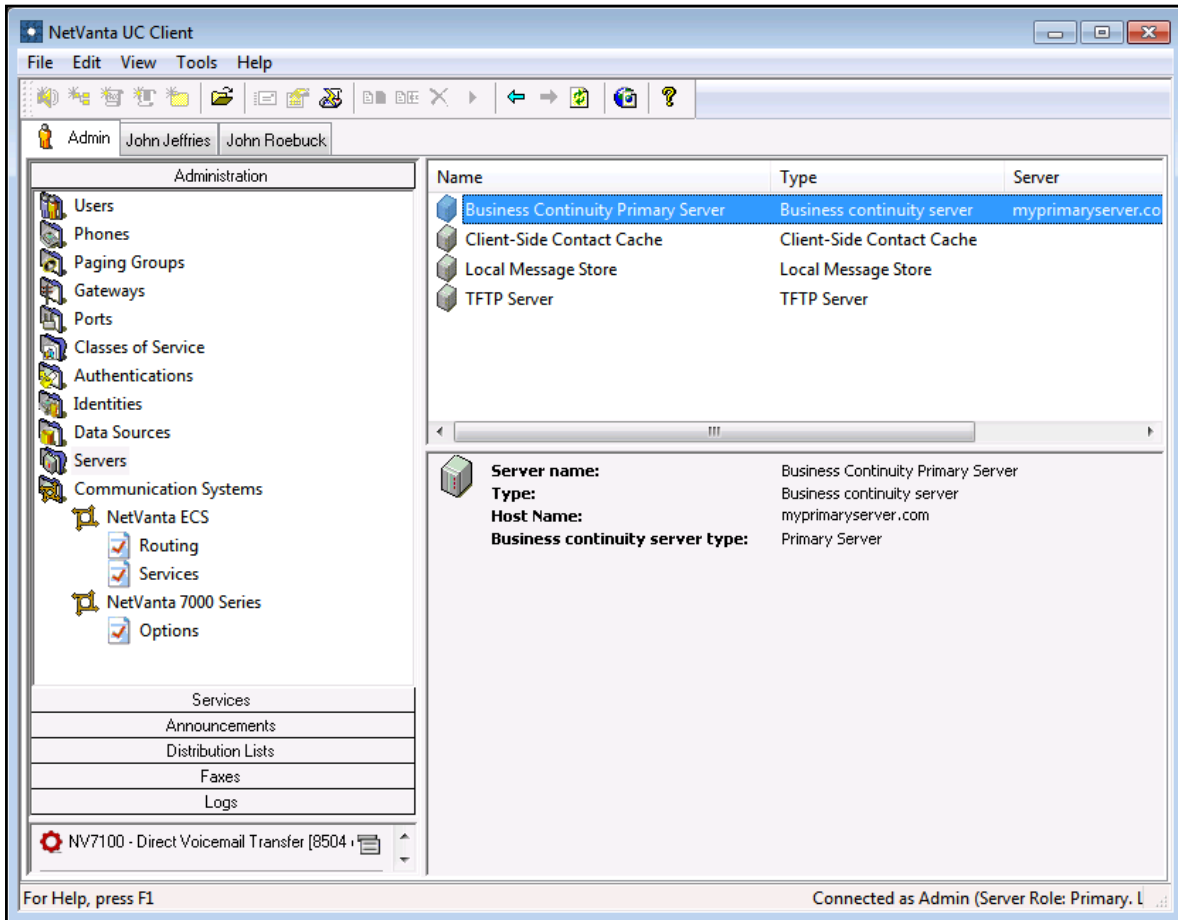 NetVanta UC Client
File Edit View Tools Help
Admin John Jeffries John Roebuck
Administration
Users
Phones
Paging Groups
Gateways
Ports
Classes of Service
Authentications
Identities
Data Sources
Servers
Communication Systems
NetVanta ECS
Routing
Services
NetVanta 7000 Series
Options
Services
Announcements
Distribution Lists
Faxes
Logs
NV7100 - Direct Voicemail Transfer [8504
Name Type Server
Business Continuity Primary Server Business continuity server myprimaryserver.co
Client-Side Contact Cache Client-Side Contact Cache
Local Message Store Local Message Store
TFTP Server TFTP Server
Server name: Business Continuity Primary Server
Type: Business continuity server
Host Name: myprimaryserver.com
Business continuity server type: Primary Server
For Help, press F1 Connected as Admin (Server Role: Primary. L